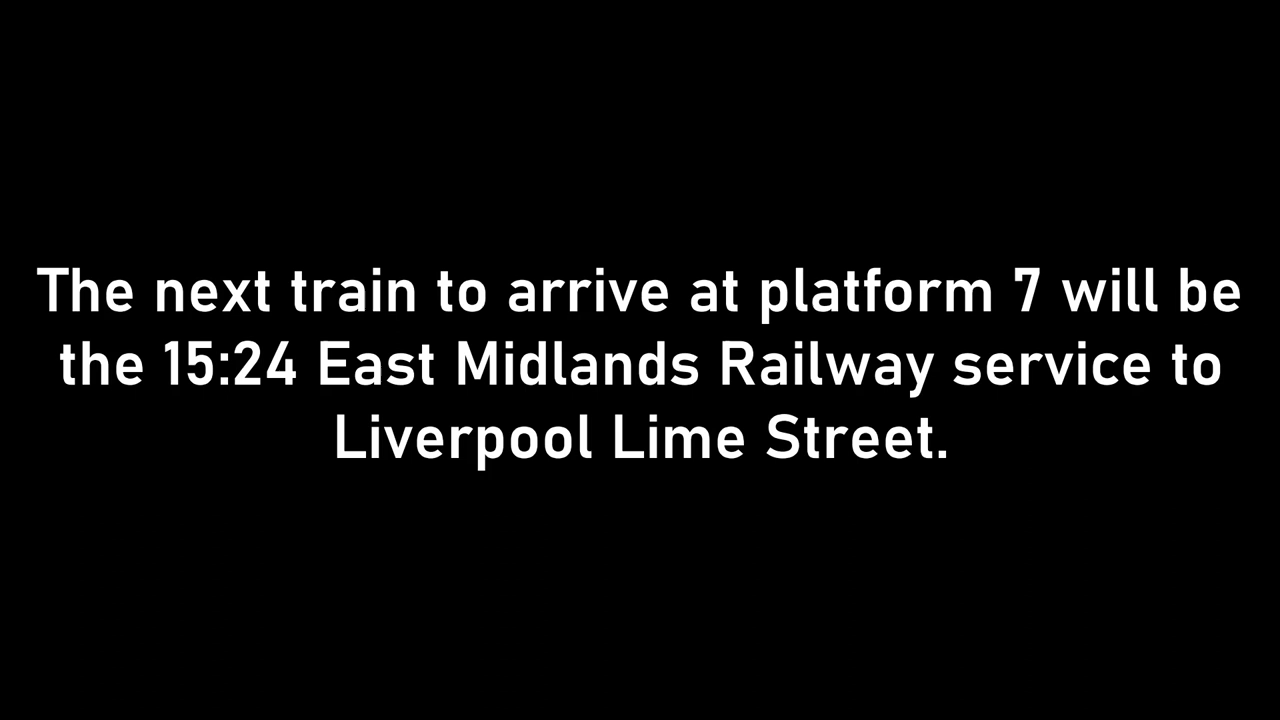 The next train to arrive at platform 7 will be
the 15:24 East Midlands Railway service to
Liverpool Lime Street.